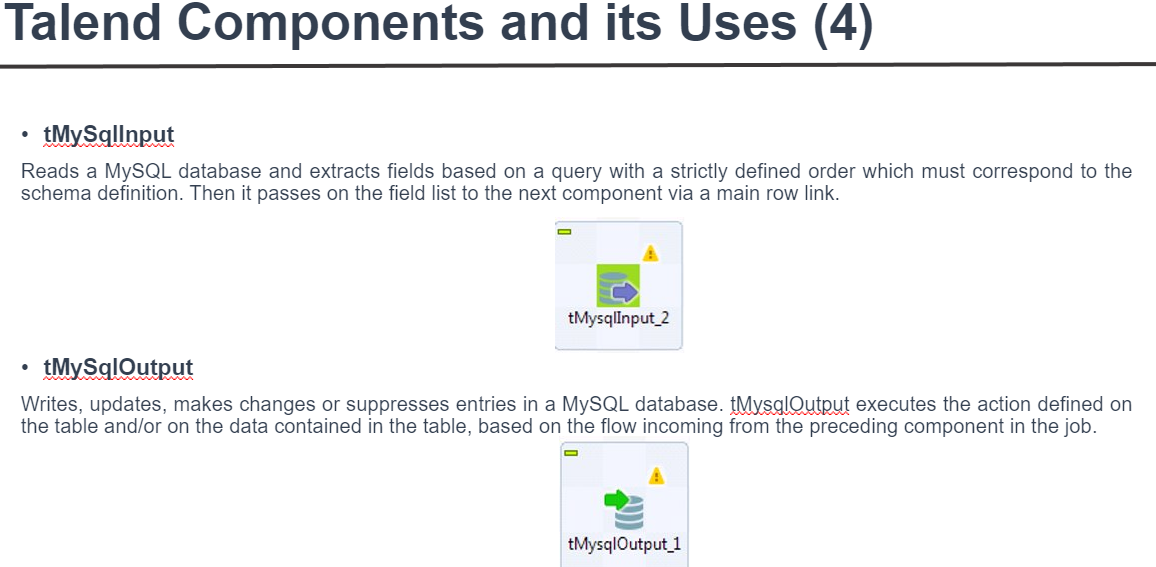 Talend Components and its Uses (4)
• tMySqlInput
Reads a MySQL database and extracts fields based on a query with a strictly defined order which must correspond to the
schema definition. Then it passes on the field list to the next component via a main row link.
tMysqlInput_2
• tMySqlOutput
Writes, updates, makes changes or suppresses entries in a MySQL database. tMysqlOutput executes the action defined on
the table and/or on the data contained in the table, based on the flow incoming from the preceding component in the job.
tMysqlOutput_1